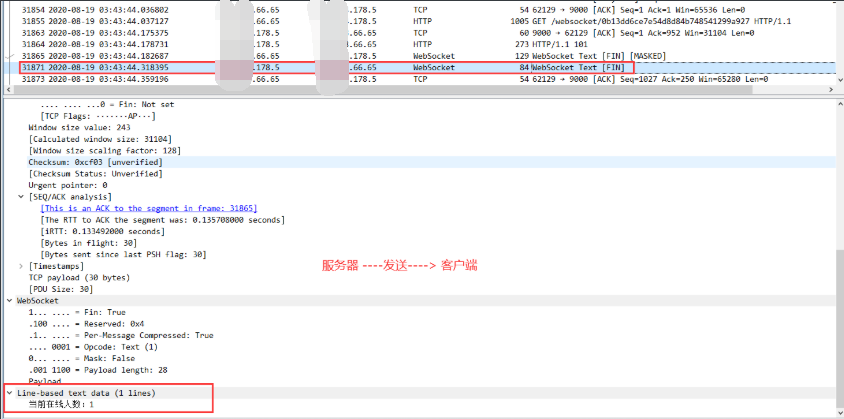 31854 2020-08-19 03:43:44.036802 .66.65 .178.5 TCP 54 62129 → 9000 [ACK] Seq=1 Ack=1 Win=65536 Len=0
31855 2020-08-19 03:43:44.037127 .66.65 .178.5 HTTP 1005 GET /websocket/0b13dd6ce7e54d8d84b748541299a927 HTTP/1.1
31863 2020-08-19 03:43:44.175375 .178.5 .66.65 TCP 60 9000 → 62129 [ACK] Seq=1 Ack=952 Win=31104 Len=0
31864 2020-08-19 03:43:44.178731 .178.5 .66.65 HTTP 273 HTTP/1.1 101
31865 2020-08-19 03:43:44.182687 .66.65 .178.5 WebSocket 129 WebSocket Text [FIN] [MASKED]
31871 2020-08-19 03:43:44.318395 .178.5 .66.65 WebSocket 84 WebSocket Text [FIN]
31873 2020-08-19 03:43:44.359196 .66.65 .178.5 TCP 54 62129 → 9000 [ACK] Seq=1027 Ack=250 Win=65280 Len=0
.... .... ...0 = Fin: Not set
[TCP Flags: ·······AP···]
Window size value: 243
[Calculated window size: 31104]
[Window size scaling factor: 128]
Checksum: 0xcf03 [unverified]
[Checksum Status: Unverified]
Urgent pointer: 0
[SEQ/ACK analysis]
[This is an ACK to the segment in frame: 31865]
[The RTT to ACK the segment was: 0.135708000 seconds]
[iRTT: 0.133492000 seconds]
[Bytes in flight: 30]
[Bytes sent since last PSH flag: 30]
服务器 ----发送----> 客户端
[Timestamps]
TCP payload (30 bytes)
[PDU Size: 30]
WebSocket
1... .... = Fin: True
.100 .... = Reserved: 0x4
.1.. .... = Per-Message Compressed: True
.... 0001 = Opcode: Text (1)
0... .... = Mask: False
.001 1100 = Payload length: 28
Payload
Line-based text data (1 lines)
当前在线人数：1